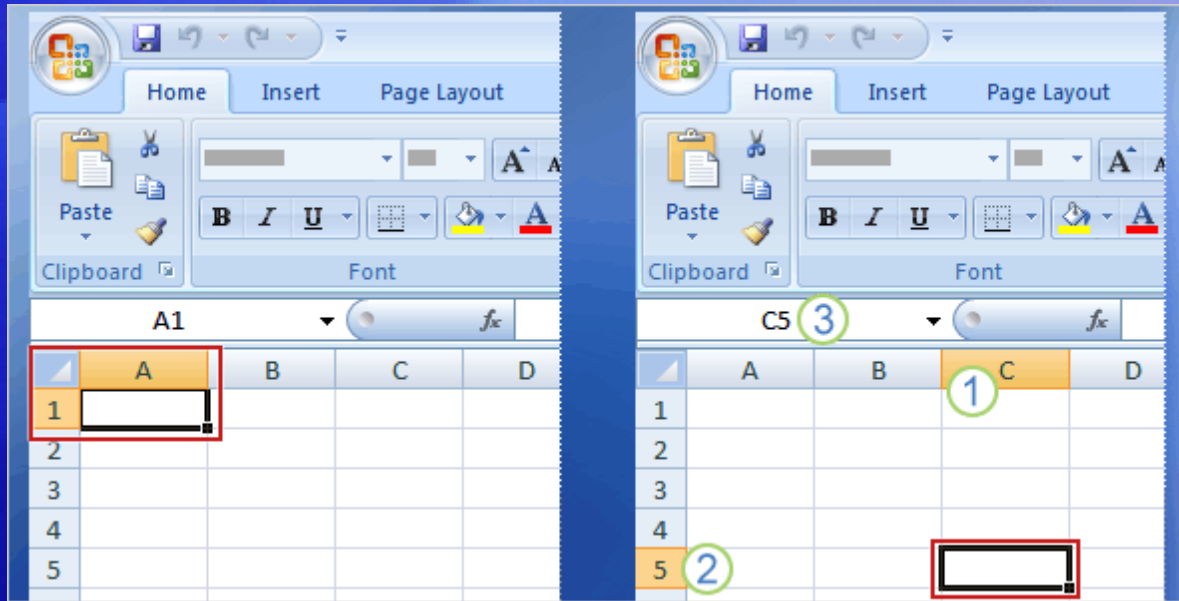 Home Insert Page Layout
A A
Paste
B I U A
Clipboard Font
A1 fx
A B C D
1
2
3
4
5
Home Insert Page Layout
A A
Paste
B I U A
Clipboard Font
C5 3 fx
A B C D
1
1
2
3
4
5 2